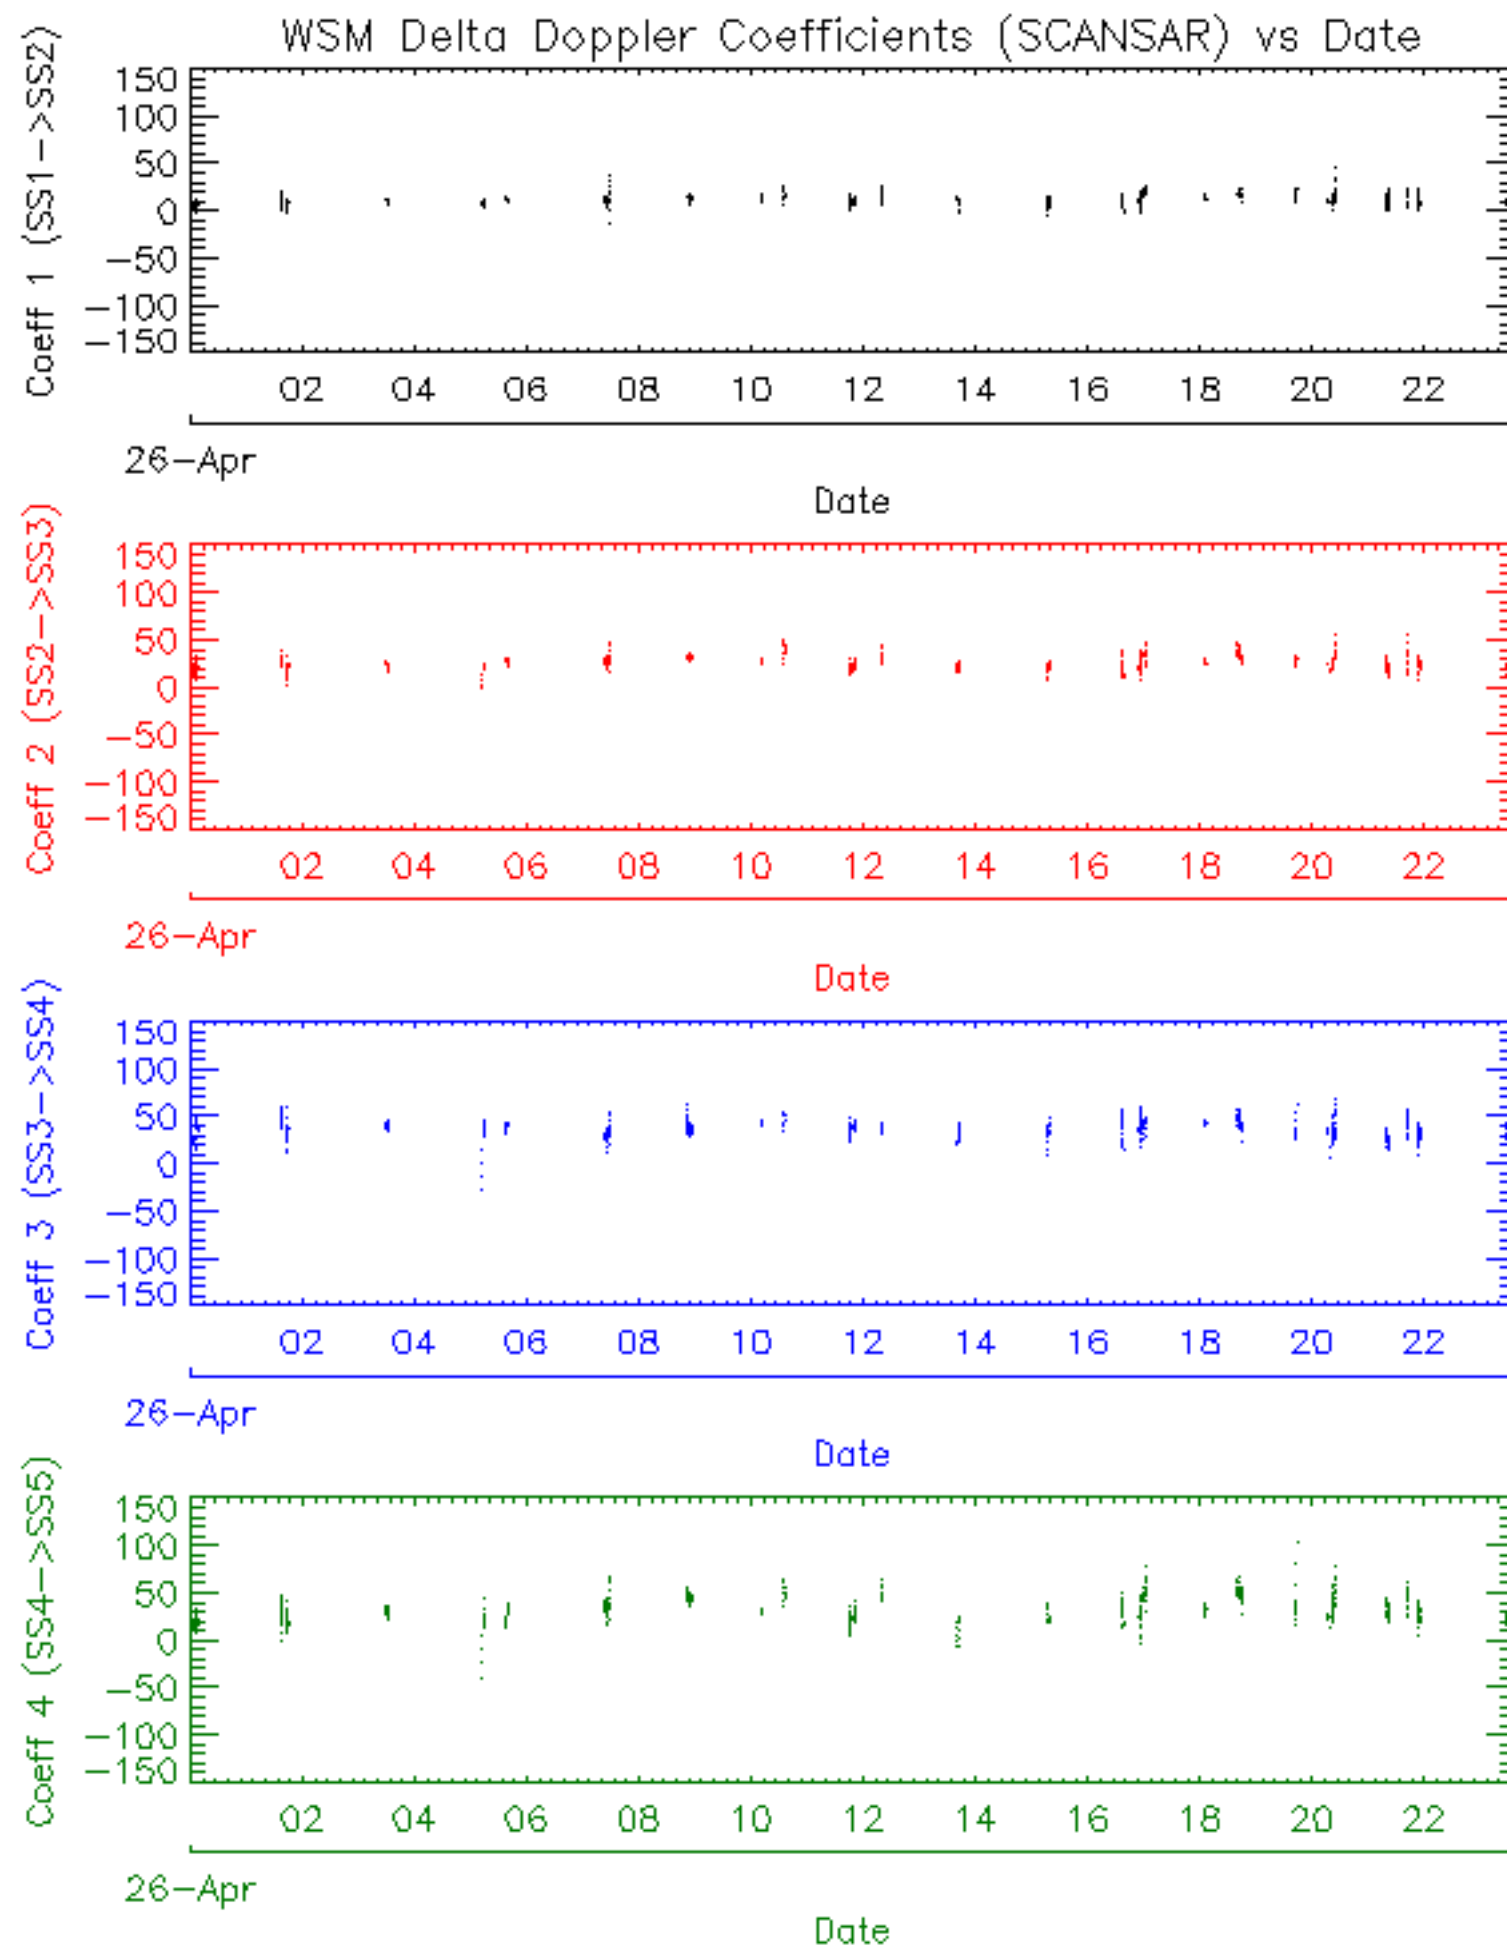 WSM Delta Doppler Coefficients (SCANSAR) vs Date
Coeff 1 (SS1->SS2)
150
100
50
0
-50
-100
-150
02 04 06 08 10 12 14 16 18 20 22
26-Apr
Date
Coeff 2 (SS2->SS3)
150
100
50
0
-50
-100
-150
02 04 06 08 10 12 14 16 18 20 22
26-Apr
Date
Coeff 3 (SS3->SS4)
150
100
50
0
-50
-100
-150
02 04 06 08 10 12 14 16 18 20 22
26-Apr
Date
Coeff 4 (SS4->SS5)
150
100
50
0
-50
-100
-150
02 04 06 08 10 12 14 16 18 20 22
26-Apr
Date